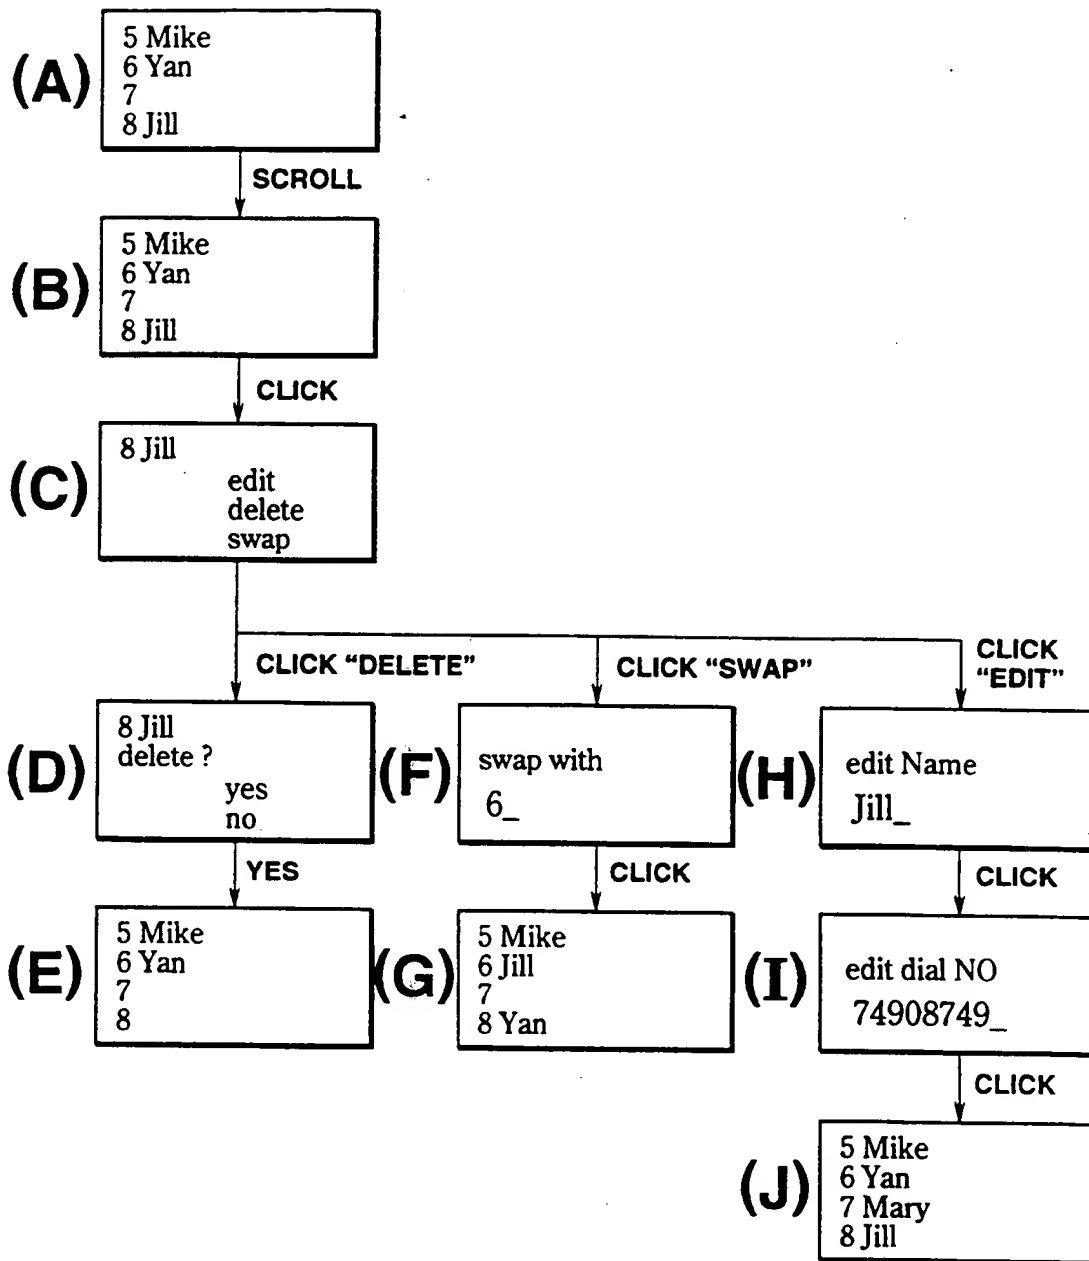 (A)
5 Mike
6 Yan
7
8 Jill
SCROLL
(B)
5 Mike
6 Yan
7
8 Jill
CLICK
(C)
8 Jill
edit
delete
swap
CLICK "DELETE"
CLICK "SWAP"
CLICK
"EDIT"
(D)
8 Jill
delete ?
yes
no
(F)
swap with
6_
(H)
edit Name
Jill_
YES
CLICK
CLICK
(E)
5 Mike
6 Yan
7
8
(G)
5 Mike
6 Jill
7
8 Yan
(I)
edit dial NO
74908749_
CLICK
(J)
5 Mike
6 Yan
7 Mary
8 Jill